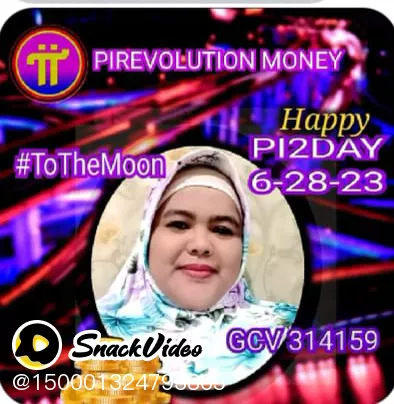 PIREVOLUTION MONEY
Happy
PI2DAY
#ToTheMoon
6-28-23
GCV 314159
SnackVideo